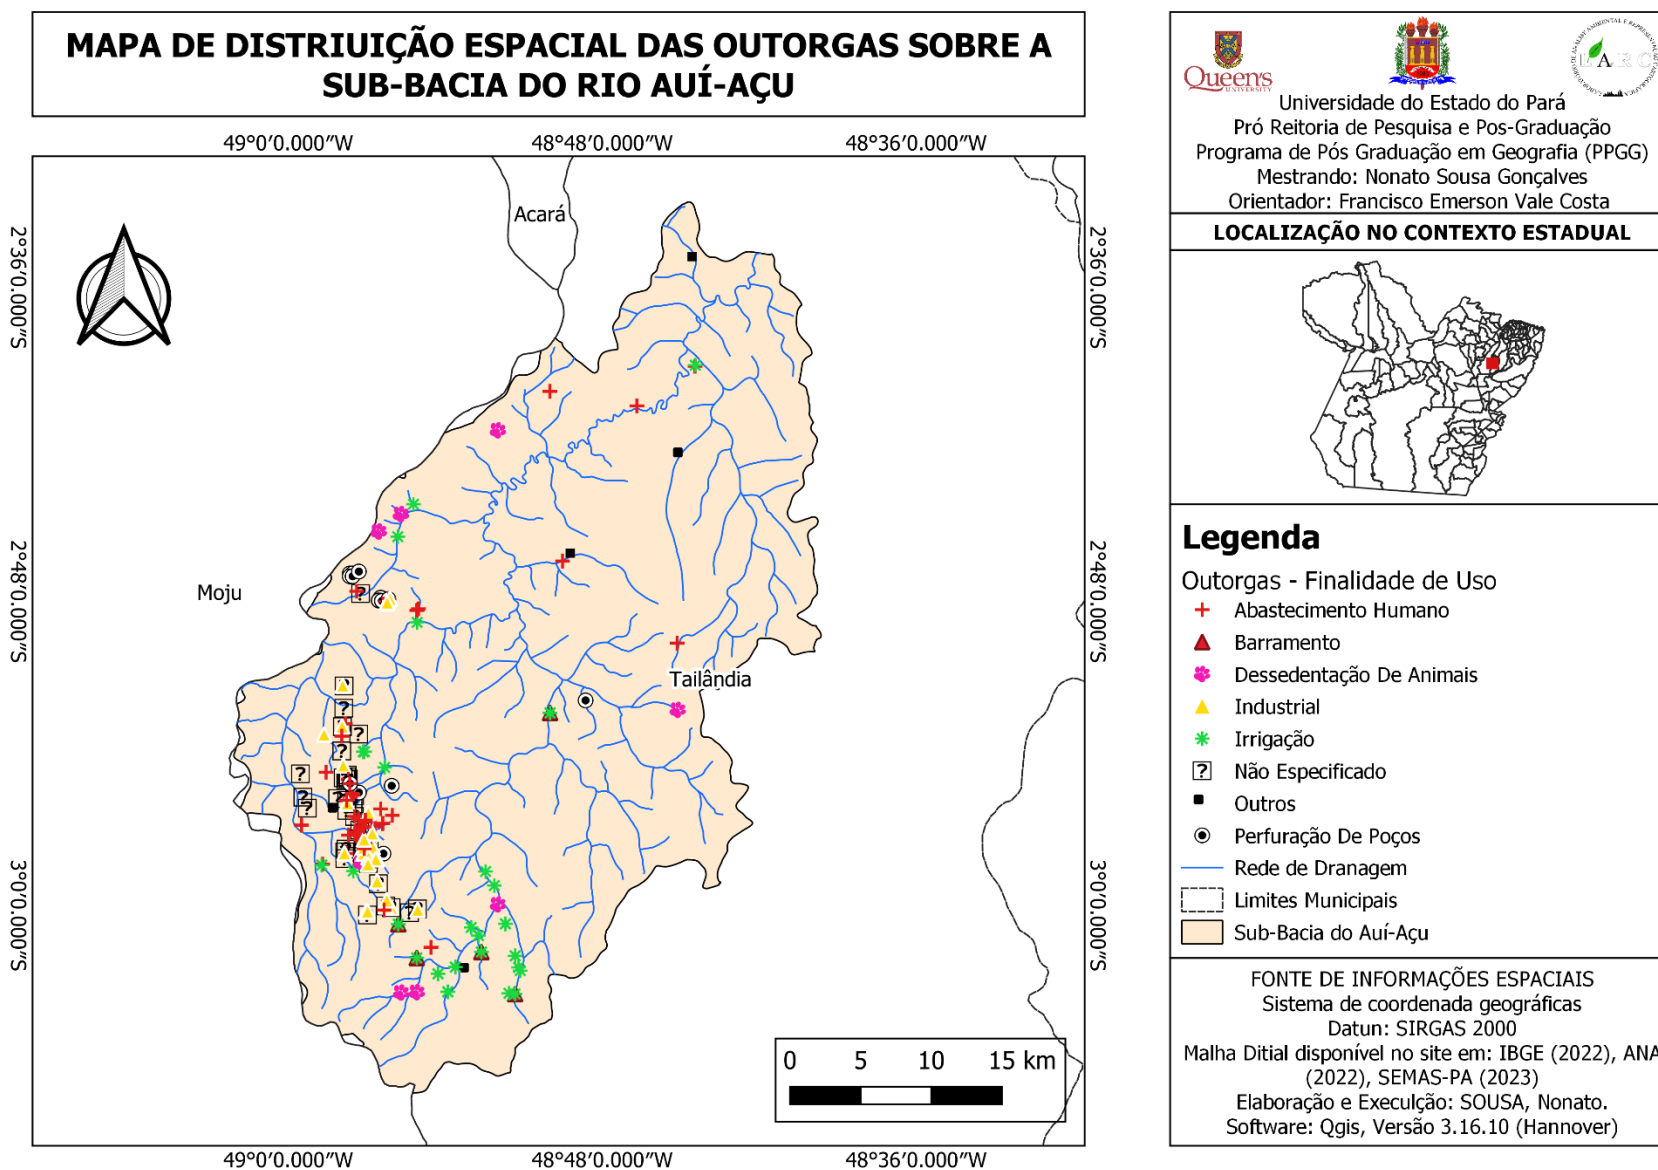 MAPA DE DISTRIUIÇÃO ESPACIAL DAS OUTORGAS SOBRE A
SUB-BACIA DO RIO AUÍ-AÇU
49°0'0.000"W
48°48'0.000"W
48°36'0.000"W
2°36'0.000"S
2°48'0.000"S
3°0'0.000"S
Acará
Moju
Tailândia
2°36'0.000"S
2°48'0.000"S
3°0'0.000"S
0 5 10 15 km
49°0'0.000"W
48°48'0.000"W
48°36'0.000"W
Queen's
UNIVERSITY
LARC
Universidade do Estado do Pará
Pró Reitoria de Pesquisa e Pos-Graduação
Programa de Pós Graduação em Geografia (PPGG)
Mestrando: Nonato Sousa Gonçalves
Orientador: Francisco Emerson Vale Costa
LOCALIZAÇÃO NO CONTEXTO ESTADUAL
Legenda
Outorgas - Finalidade de Uso
Abastecimento Humano
Barramento
Dessedentação De Animais
Industrial
Irrigação
? Não Especificado
Outros
Perfuração De Poços
Rede de Dranagem
Limites Municipais
Sub-Bacia do Auí-Açu
FONTE DE INFORMAÇÕES ESPACIAIS
Sistema de coordenada geográficas
Datun: SIRGAS 2000
Malha Ditial disponível no site em: IBGE (2022), ANA
(2022), SEMAS-PA (2023)
Elaboração e Execulção: SOUSA, Nonato.
Software: Qgis, Versão 3.16.10 (Hannover)